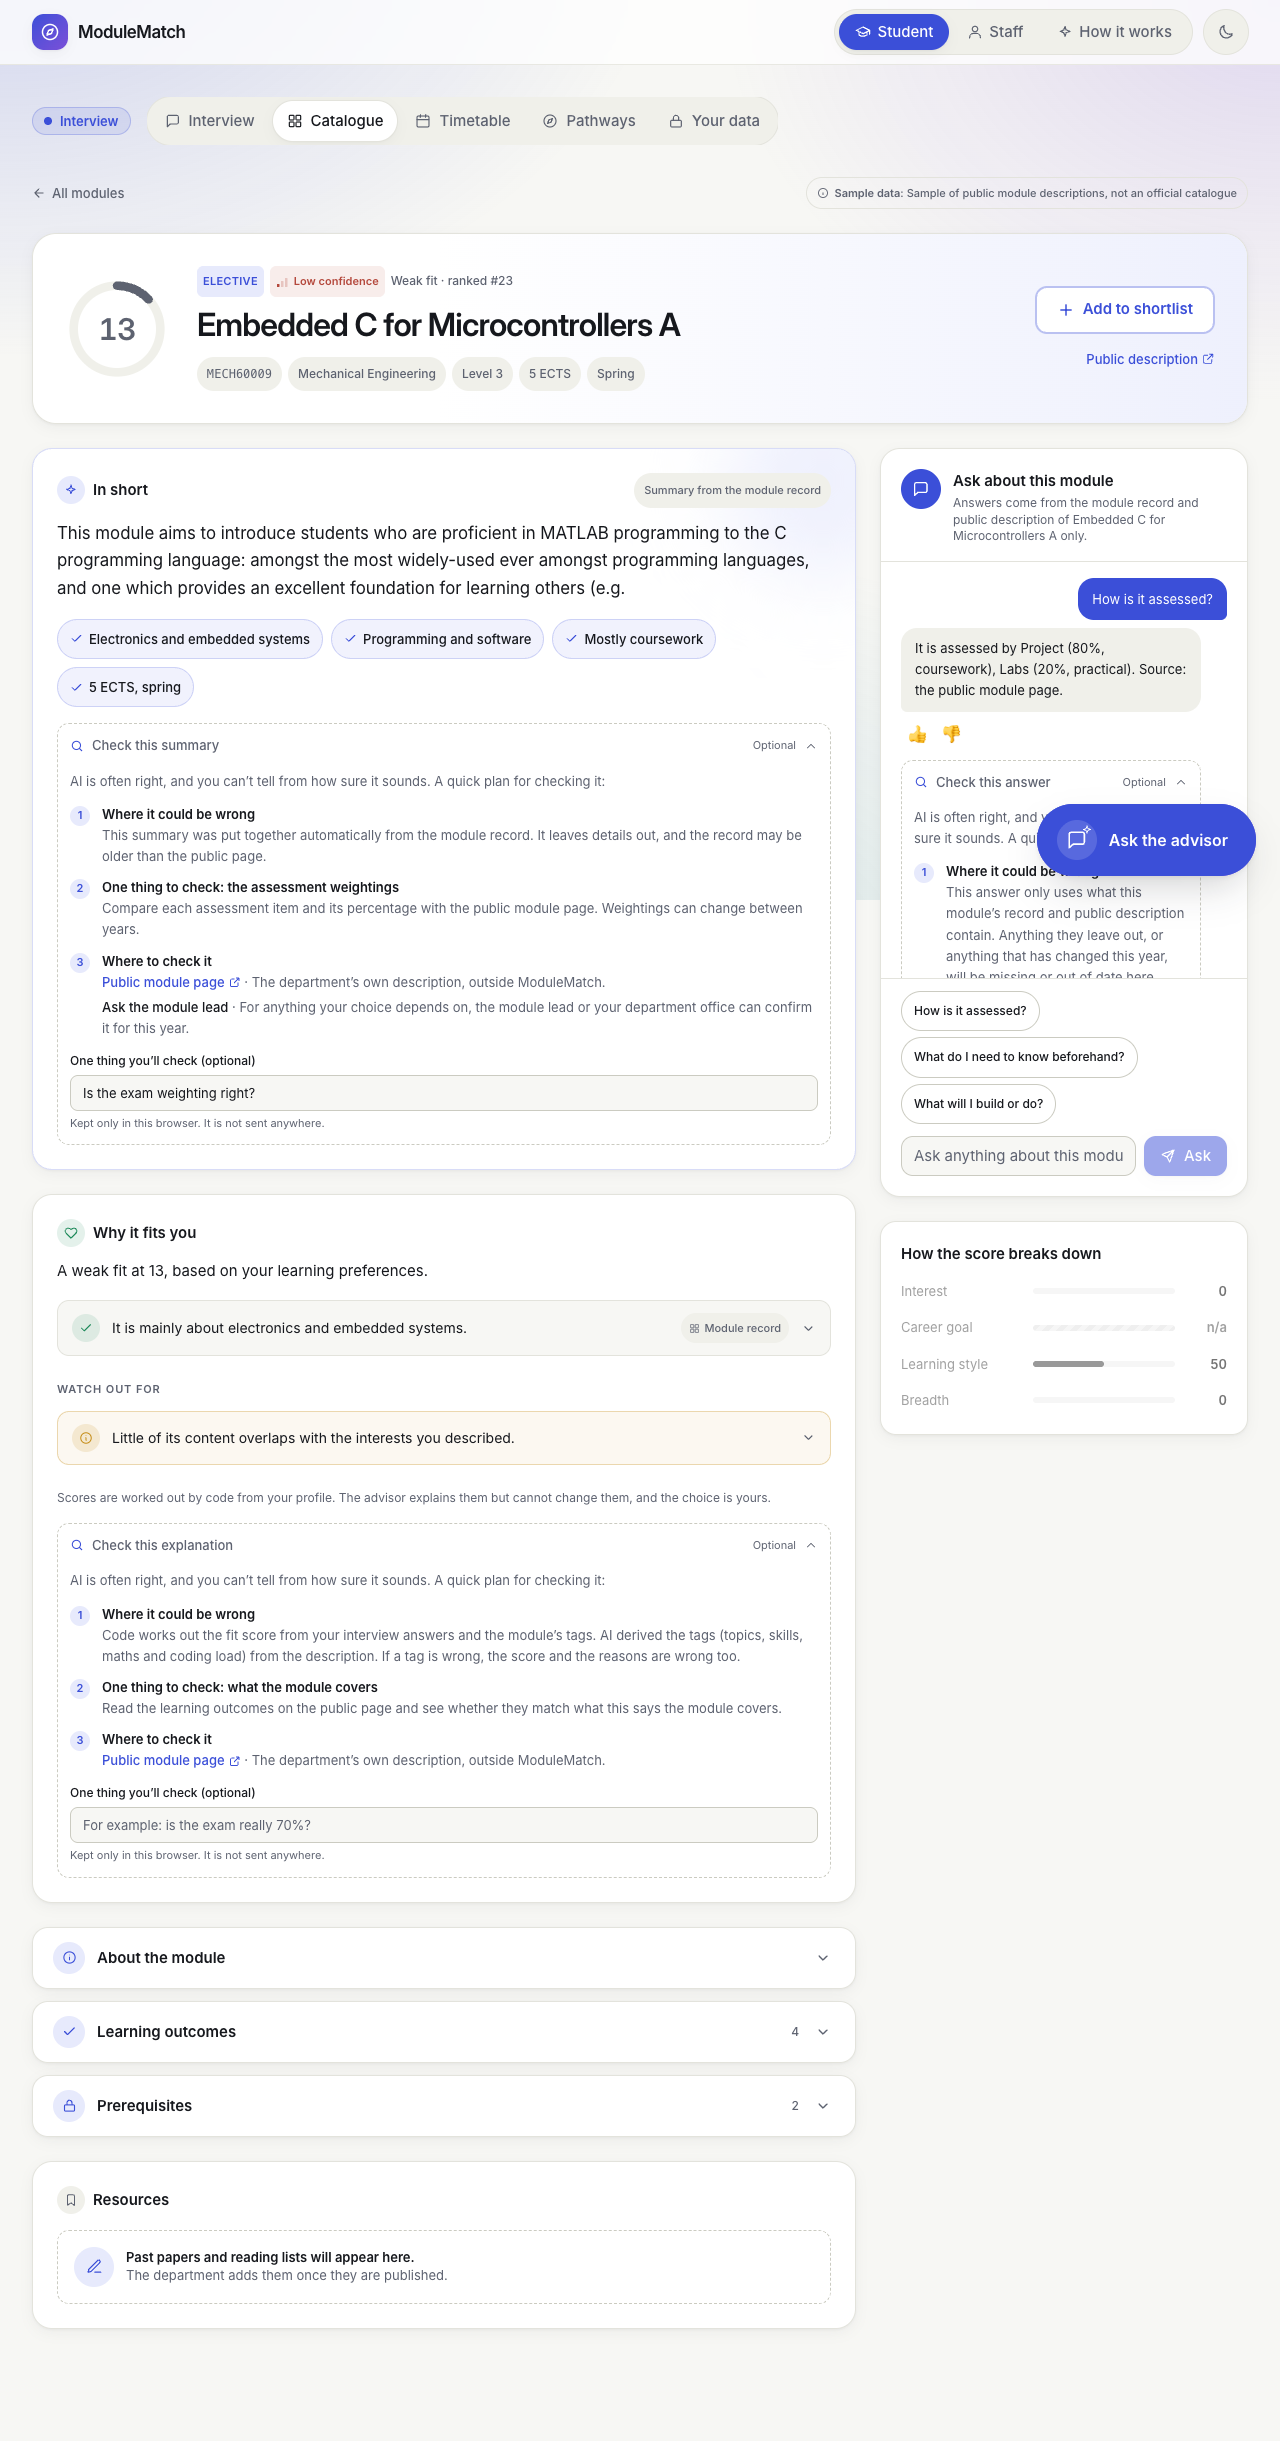 ModuleMatch
Student
Staff
How it works
Interview
Interview
Catalogue
Timetable
Pathways
Your data
All modules
Sample data: Sample of public module descriptions, not an official catalogue
13
ELECTIVE
Low confidence
Weak fit · ranked #23
Embedded C for Microcontrollers A
MECH60009
Mechanical Engineering
Level 3
5 ECTS
Spring
Add to shortlist
Public description
In short
Summary from the module record
This module aims to introduce students who are proficient in MATLAB programming to the C
programming language: amongst the most widely-used ever amongst programming languages,
and one which provides an excellent foundation for learning others (e.g.
Electronics and embedded systems
Programming and software
Mostly coursework
5 ECTS, spring
Check this summary
Optional
AI is often right, and you can’t tell from how sure it sounds. A quick plan for checking it:
1
Where it could be wrong
This summary was put together automatically from the module record. It leaves details out, and the record may be
older than the public page.
2
One thing to check: the assessment weightings
Compare each assessment item and its percentage with the public module page. Weightings can change between
years.
3
Where to check it
Public module page · The department’s own description, outside ModuleMatch.
Ask the module lead · For anything your choice depends on, the module lead or your department office can confirm
it for this year.
One thing you’ll check (optional)
Is the exam weighting right?
Kept only in this browser. It is not sent anywhere.
Why it fits you
A weak fit at 13, based on your learning preferences.
It is mainly about electronics and embedded systems.
Module record
WATCH OUT FOR
Little of its content overlaps with the interests you described.
Scores are worked out by code from your profile. The advisor explains them but cannot change them, and the choice is yours.
Check this explanation
Optional
AI is often right, and you can’t tell from how sure it sounds. A quick plan for checking it:
1
Where it could be wrong
Code works out the fit score from your interview answers and the module’s tags. AI derived the tags (topics, skills,
maths and coding load) from the description. If a tag is wrong, the score and the reasons are wrong too.
2
One thing to check: what the module covers
Read the learning outcomes on the public page and see whether they match what this says the module covers.
3
Where to check it
Public module page · The department’s own description, outside ModuleMatch.
One thing you’ll check (optional)
For example: is the exam really 70%?
Kept only in this browser. It is not sent anywhere.
About the module
Learning outcomes
4
Prerequisites
2
Resources
Past papers and reading lists will appear here.
The department adds them once they are published.
Ask about this module
Answers come from the module record and
public description of Embedded C for
Microcontrollers A only.
How is it assessed?
It is assessed by Project (80%,
coursework), Labs (20%, practical). Source:
the public module page.
Check this answer
Optional
AI is often right, and
sure it sounds. A
Ask the advisor
1
Where it could be
This answer only uses what this
module’s record and public description
contain. Anything they leave out, or
anything that has changed this year,
will be missing or out of date here
How is it assessed?
What do I need to know beforehand?
What will I build or do?
Ask anything about this modu
Ask
How the score breaks down
Interest
0
Career goal
n/a
Learning style
50
Breadth
0